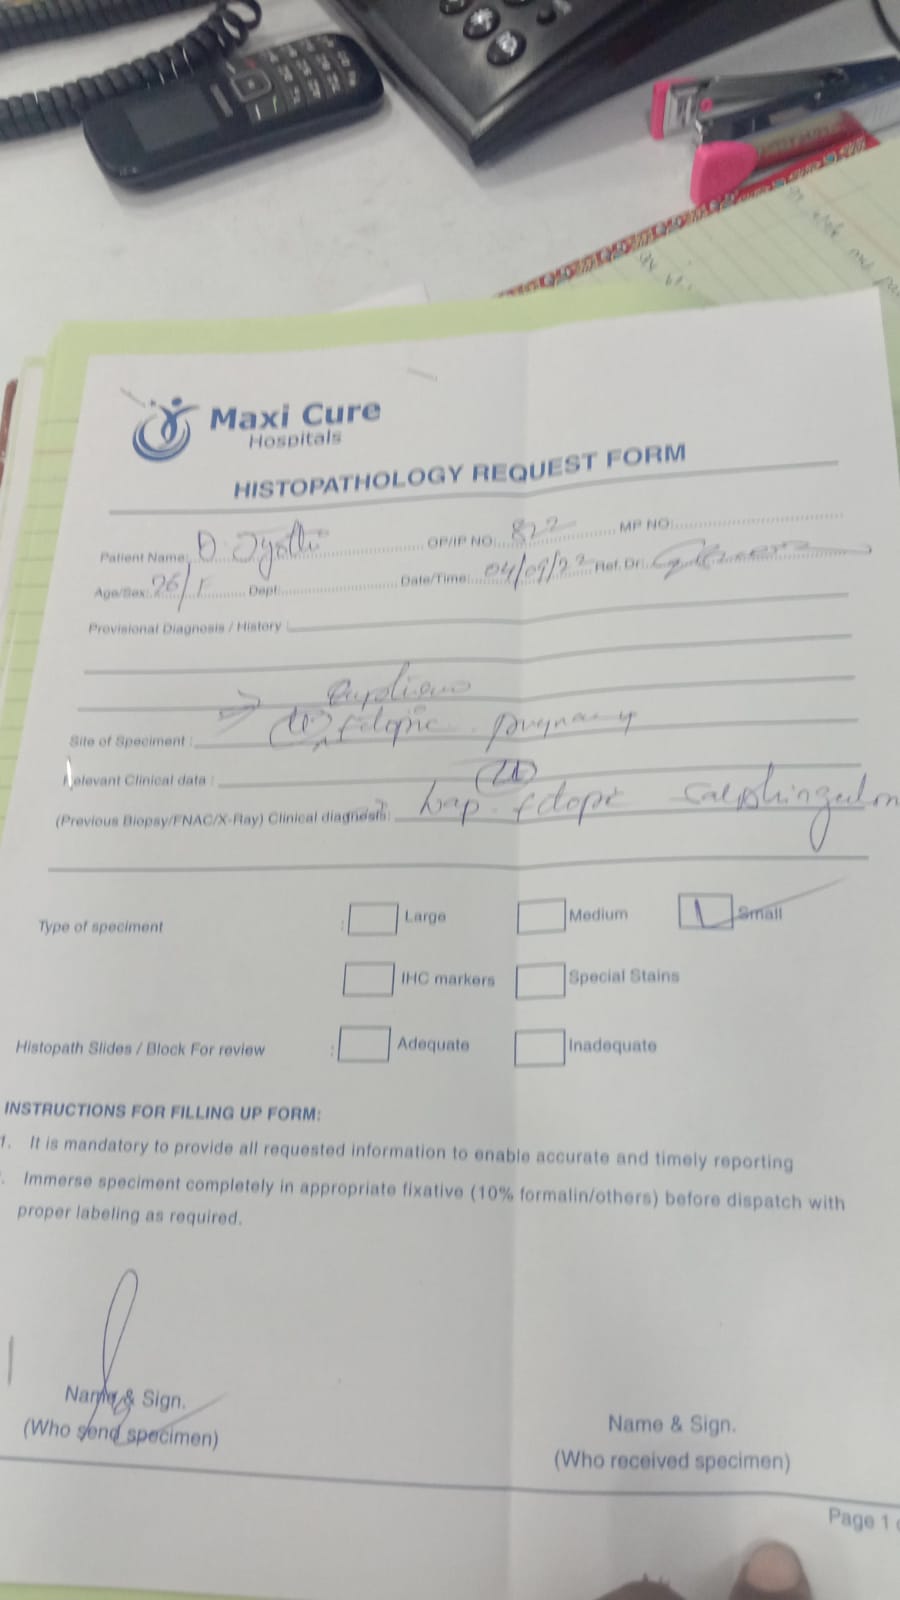 Maxi Cure
Hospitals
HISTOPATHOLOGY REQUEST FORM
Patient Name: D. Jyothi OP/IP NO: 822 MP NO:
Age/Sex: 26/F Dept: Date/Time: 04/09/22 Ref. Dr.
Provisional Diagnosis / History :
Site of Speciment : Ectopic pregnancy
Relevant Clinical data :
(Previous Biopsy/FNAC/X-Ray) Clinical diagnosis: Lap. Ectopic
Type of speciment : Large Medium Small
IHC markers Special Stains
Histopath Slides / Block For review : Adequate Inadequate
INSTRUCTIONS FOR FILLING UP FORM:
1. It is mandatory to provide all requested information to enable accurate and timely reporting
. Immerse speciment completely in appropriate fixative (10% formalin/others) before dispatch with
proper labeling as required.
Name & Sign.
(Who send specimen)
Name & Sign.
(Who received specimen)
Page 1